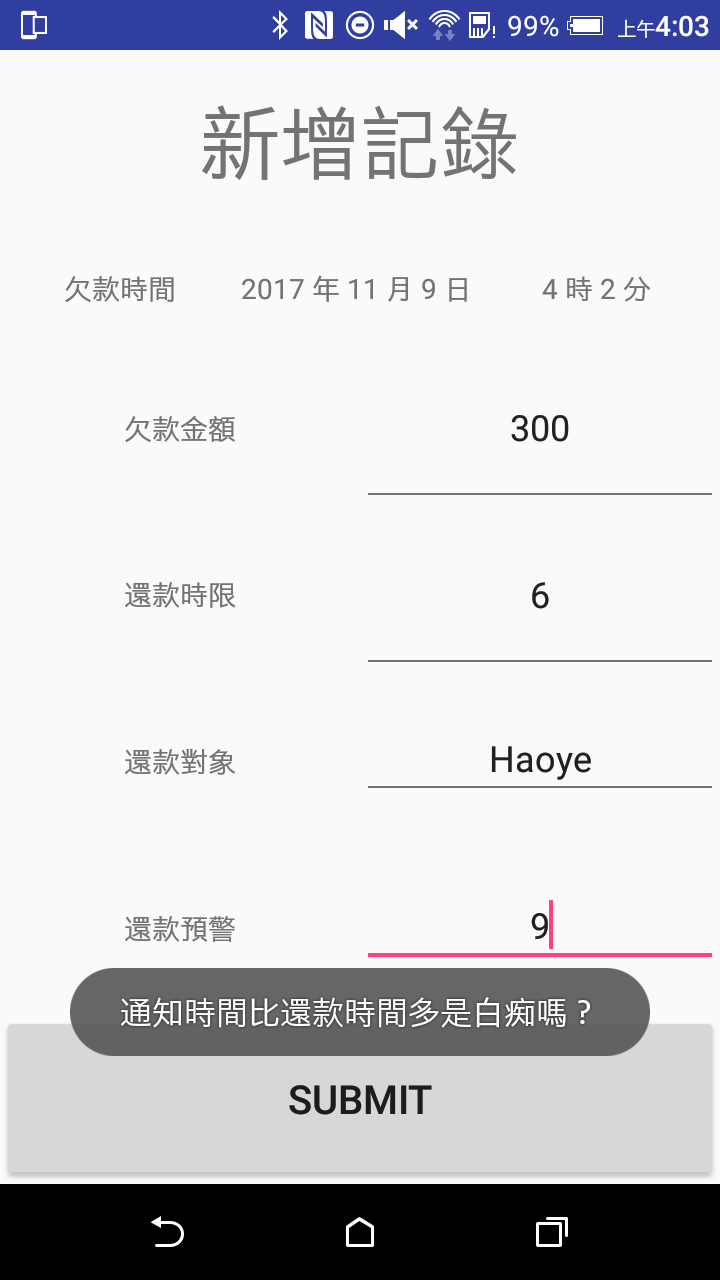 99% 上午4:03
新增記錄
欠款時間 2017 年 11 月 9 日 4 時 2 分
欠款金額 300
還款時限 6
還款對象 Haoye
還款預警 9
通知時間比還款時間多是白痴嗎？
SUBMIT